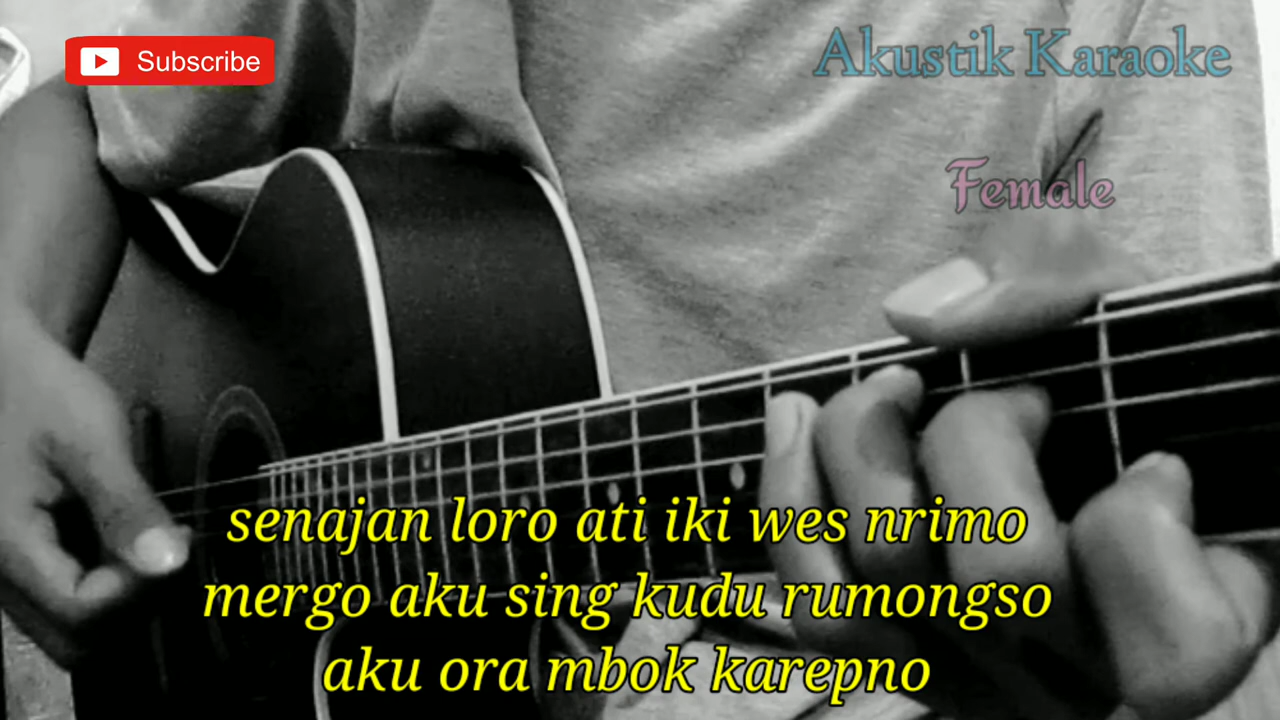 Subscribe
Akustik Karaoke
Female
senajan loro ati iki wes nrimo
mergo aku sing kudu rumongso
aku ora mbok karepno